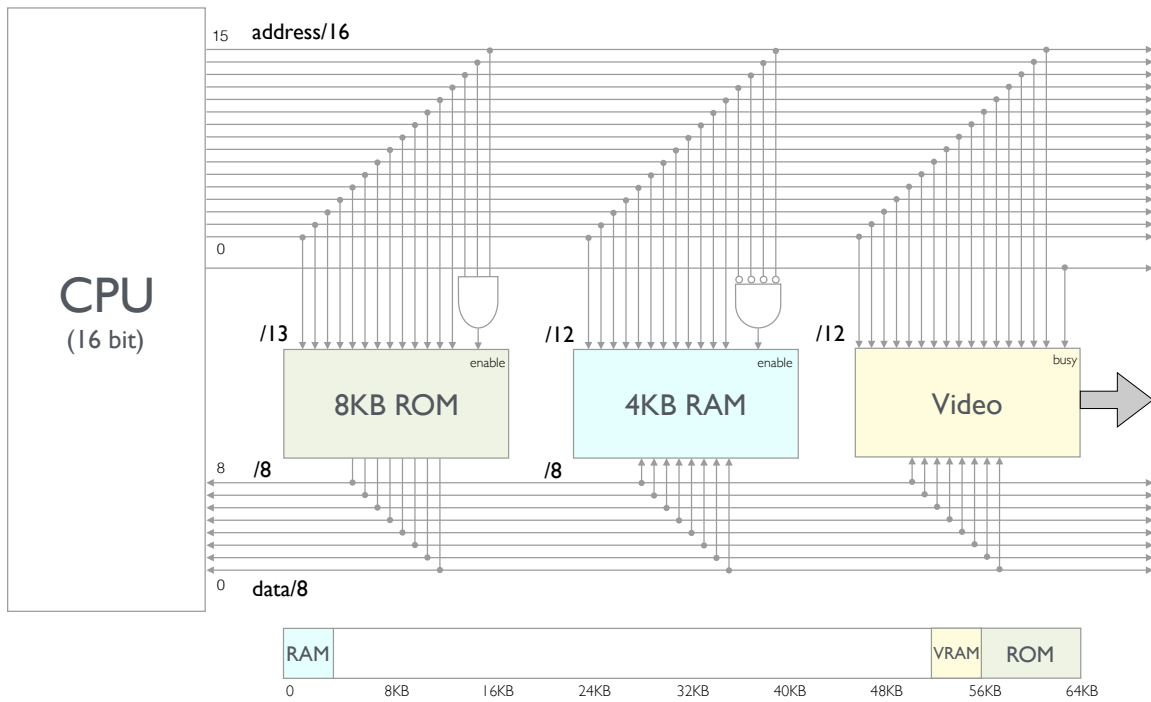 15 address/16
0
CPU
(16 bit)
/13
enable
8KB ROM
/12
enable
4KB RAM
/12
busy
Video
8 /8
/8
0 data/8
RAM VRAM ROM
0 8KB 16KB 24KB 32KB 40KB 48KB 56KB 64KB